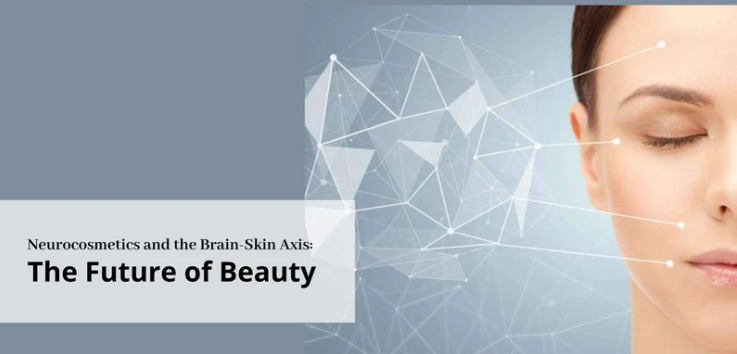 Neurocosmetics and the Brain-Skin Axis:
The Future of Beauty